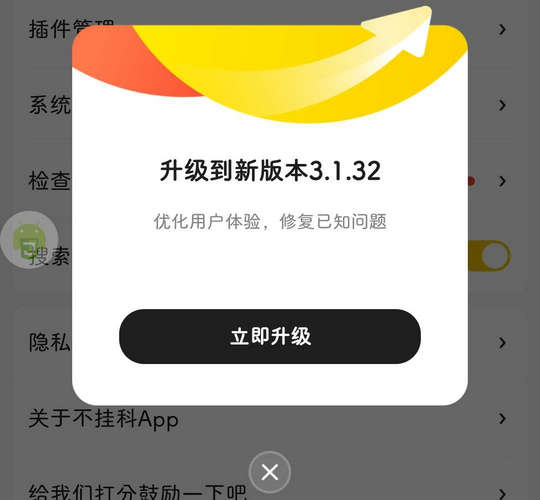 插件管理
系统
升级到新版本3.1.32
检查
优化用户体验，修复已知问题
搜索
立即升级
隐私
关于不挂科App
给我们打分鼓励一下吧